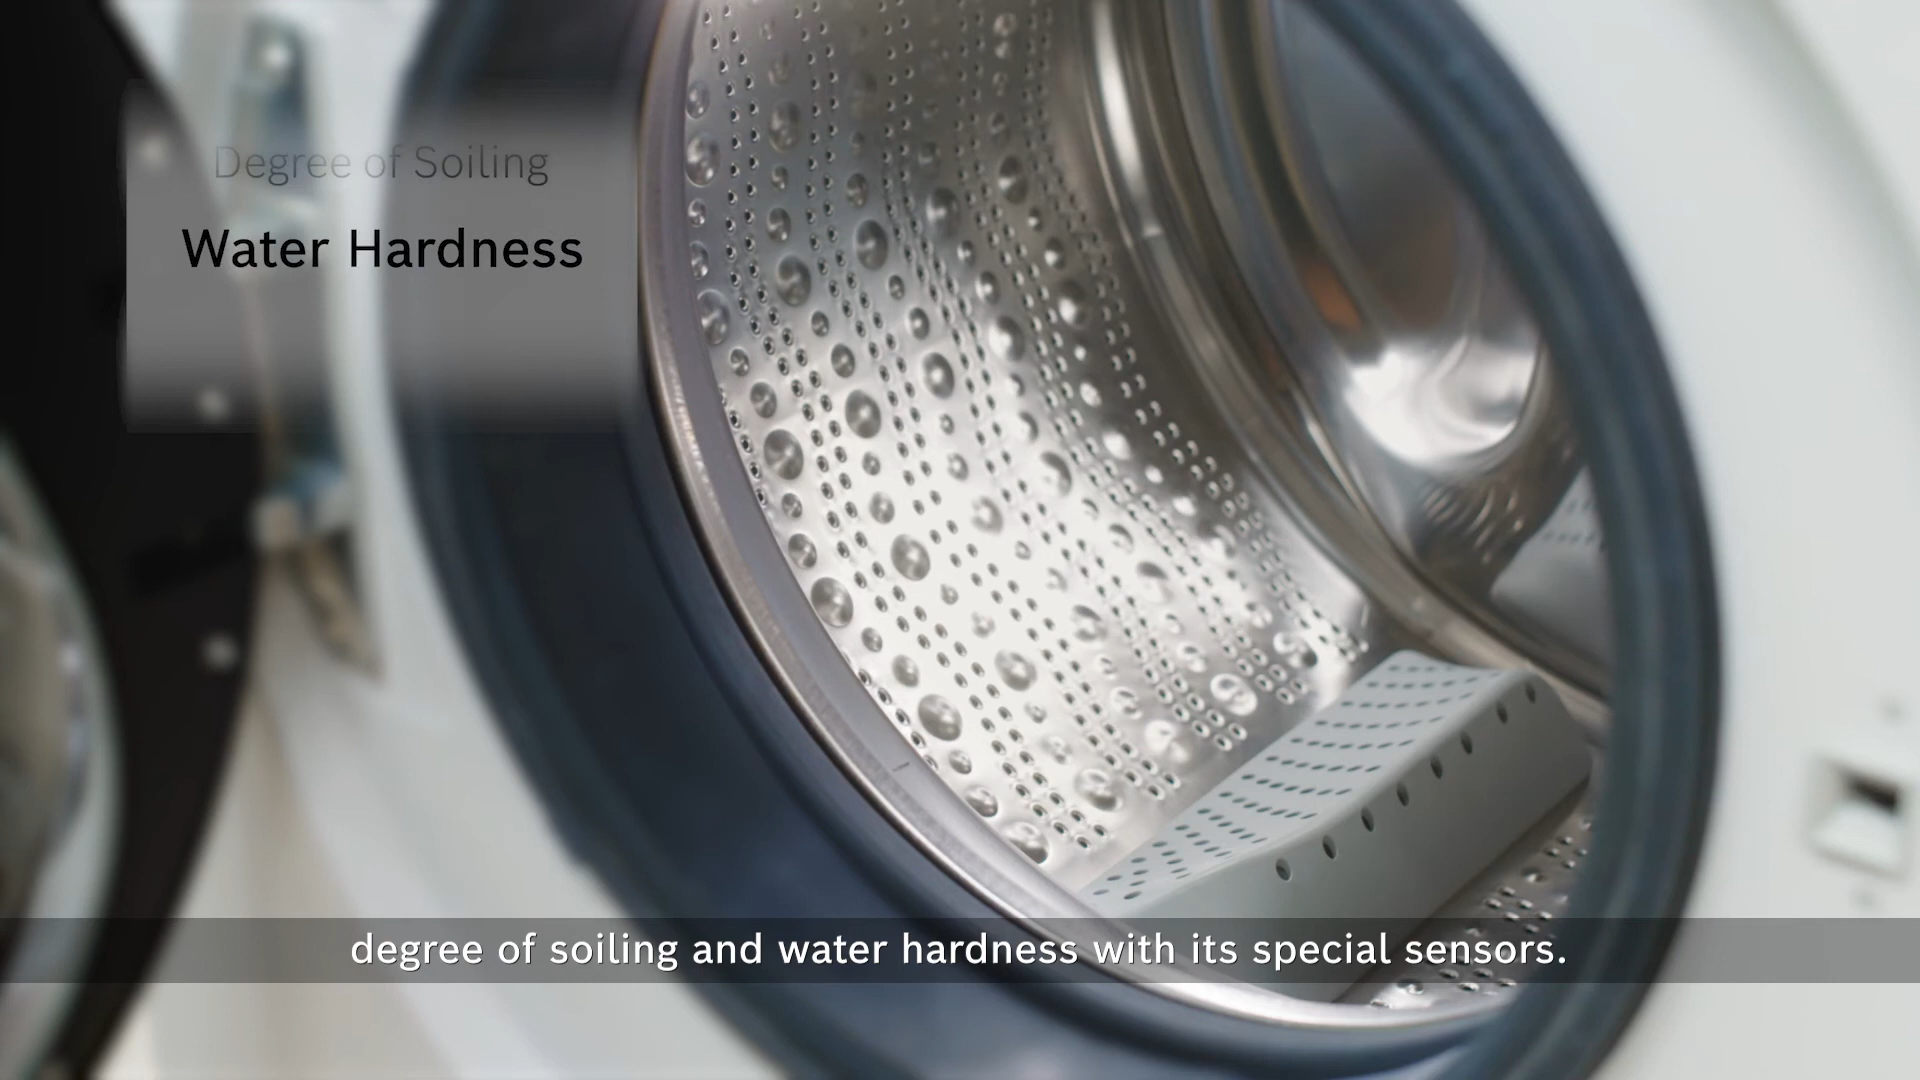 Degree of Soiling
Water Hardness
degree of soiling and water hardness with its special sensors.